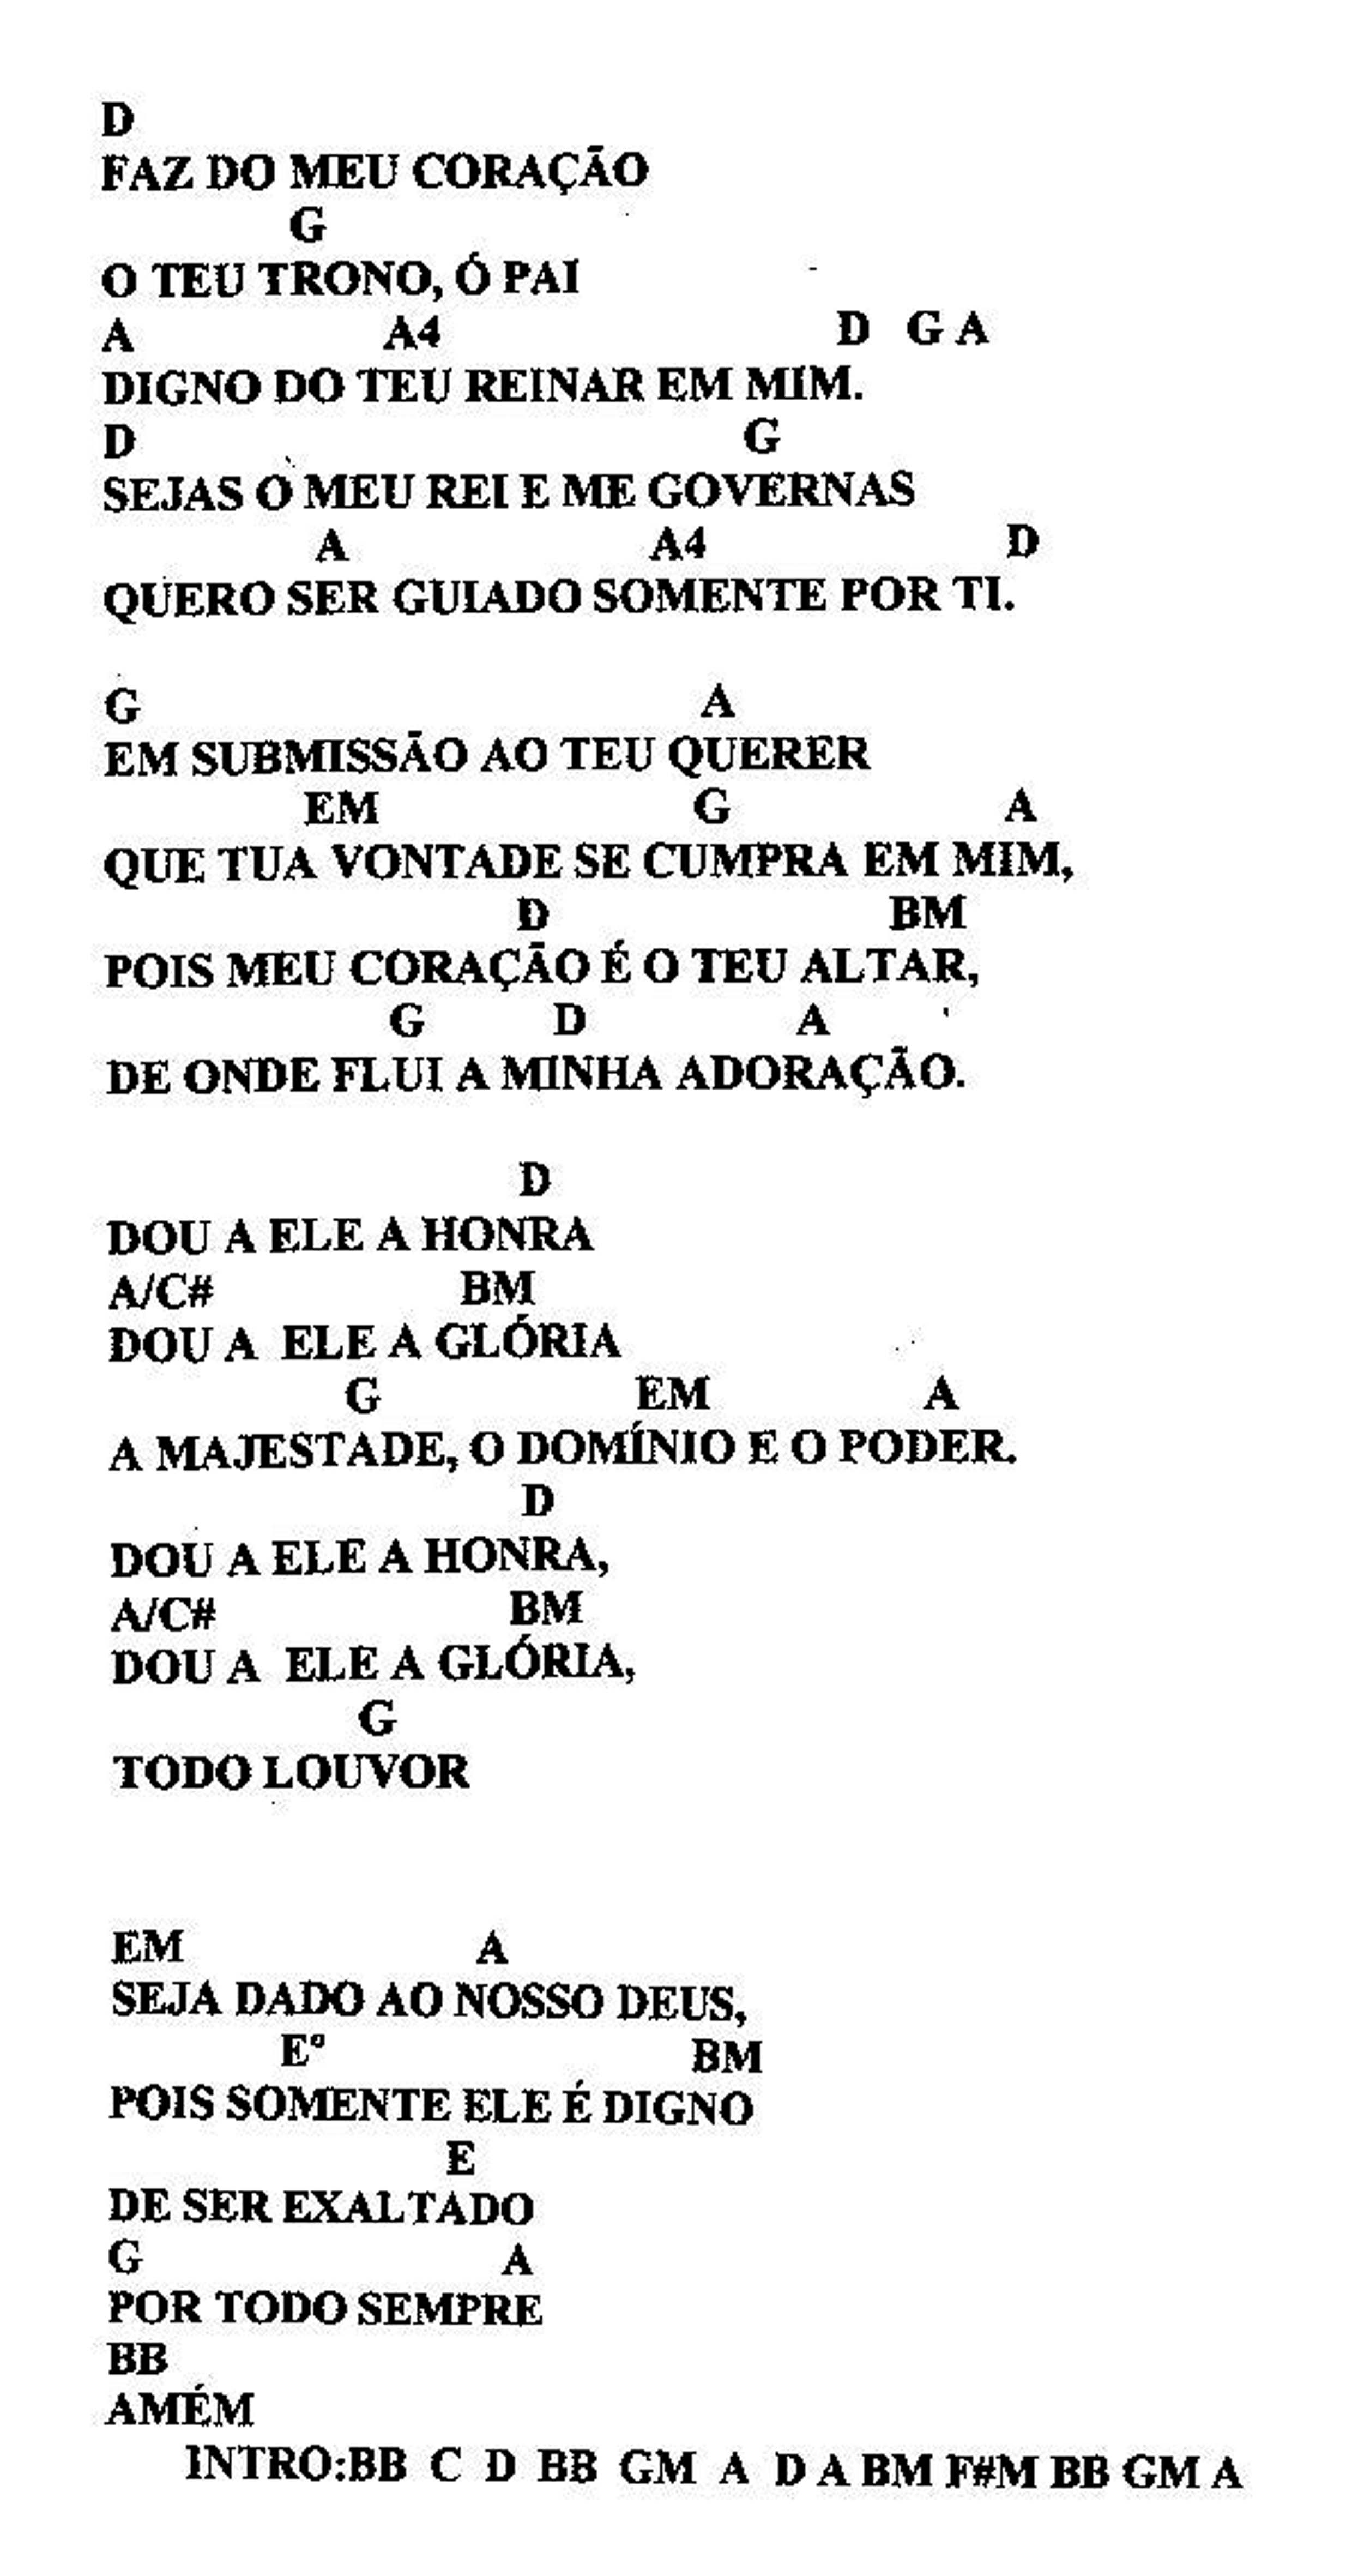 D
FAZ DO MEU CORAÇÃO
G
O TEU TRONO, Ó PAI
A A4 D G A
DIGNO DO TEU REINAR EM MIM.
D G
SEJAS O MEU REI E ME GOVERNAS
A A4 D
QUERO SER GUIADO SOMENTE POR TI.
G A
EM SUBMISSÃO AO TEU QUERER
EM G A
QUE TUA VONTADE SE CUMPRA EM MIM,
D BM
POIS MEU CORAÇÃO É O TEU ALTAR,
G D A
DE ONDE FLUI A MINHA ADORAÇÃO.
D
DOU A ELE A HONRA
A/C# BM
DOU A ELE A GLÓRIA
G EM A
A MAJESTADE, O DOMÍNIO E O PODER.
D
DOU A ELE A HONRA,
A/C# BM
DOU A ELE A GLÓRIA,
G
TODO LOUVOR
EM A
SEJA DADO AO NOSSO DEUS,
Eº BM
POIS SOMENTE ELE É DIGNO
E
DE SER EXALTADO
G A
POR TODO SEMPRE
BB
AMÉM
INTRO:BB C D BB GM A D A BM F#M BB GM A